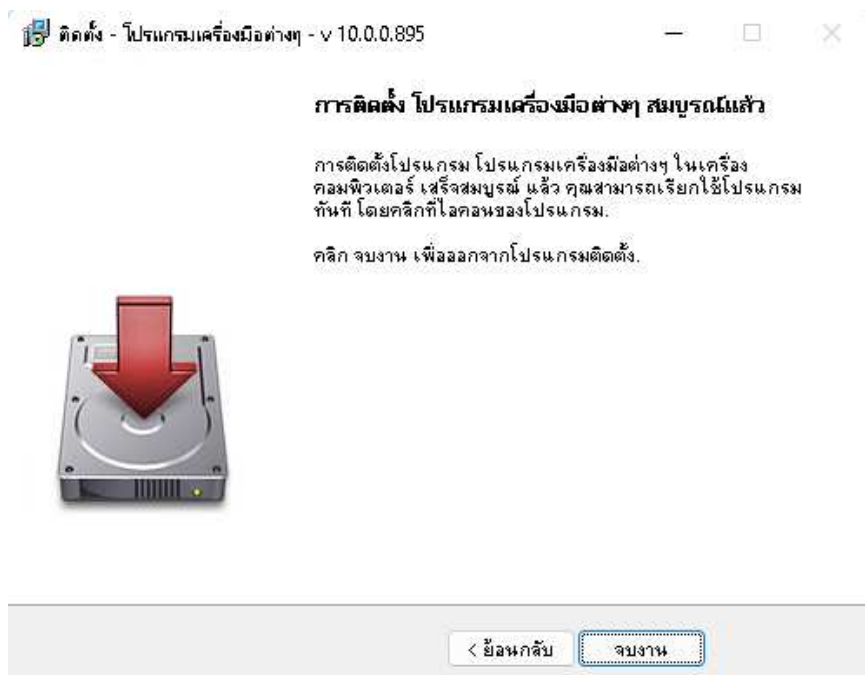 ติดตั้ง - โปรแกรมเครื่องมือต่างๆ - v 10.0.0.895
การติดตั้ง โปรแกรมเครื่องมือต่างๆ สมบูรณ์แล้ว
การติดตั้งโปรแกรม โปรแกรมเครื่องมือต่างๆ ในเครื่อง
คอมพิวเตอร์ เสร็จสมบูรณ์ แล้ว คุณสามารถเรียกใช้โปรแกรม
ทันที โดยคลิกที่ไอคอนของโปรแกรม.
คลิก จบงาน เพื่อออกจากโปรแกรมติดตั้ง.
< ย้อนกลับ
จบงาน